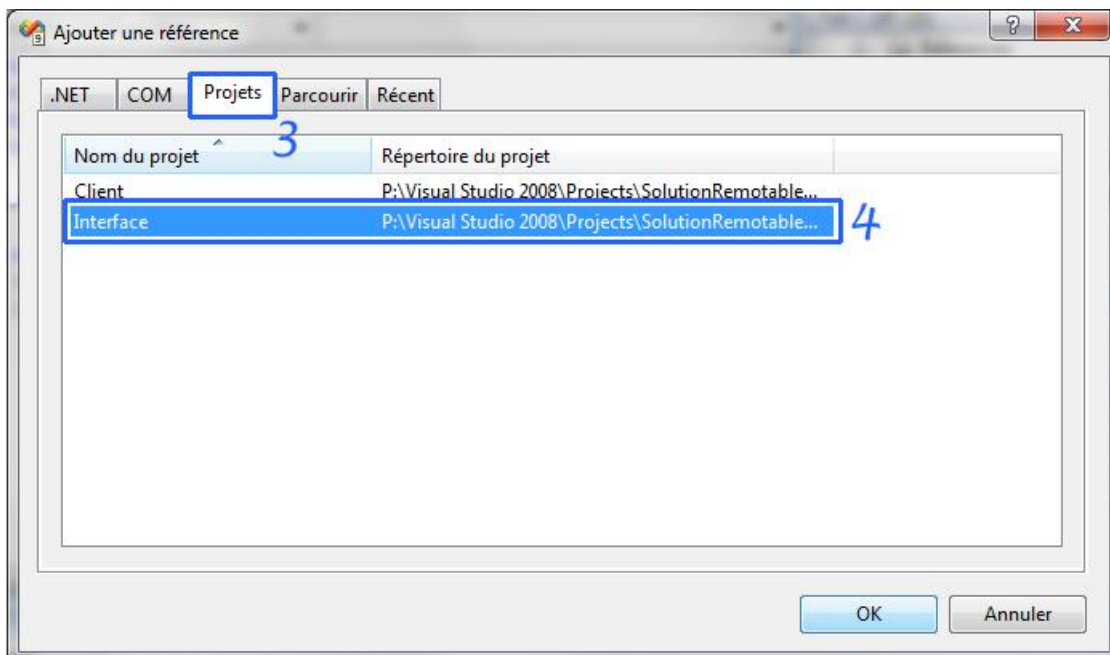 Ajouter une référence
.NET COM Projets Parcourir Récent
3
Nom du projet Répertoire du projet
Client P:\Visual Studio 2008\Projects\SolutionRemotable...
Interface P:\Visual Studio 2008\Projects\SolutionRemotable... 4
OK Annuler